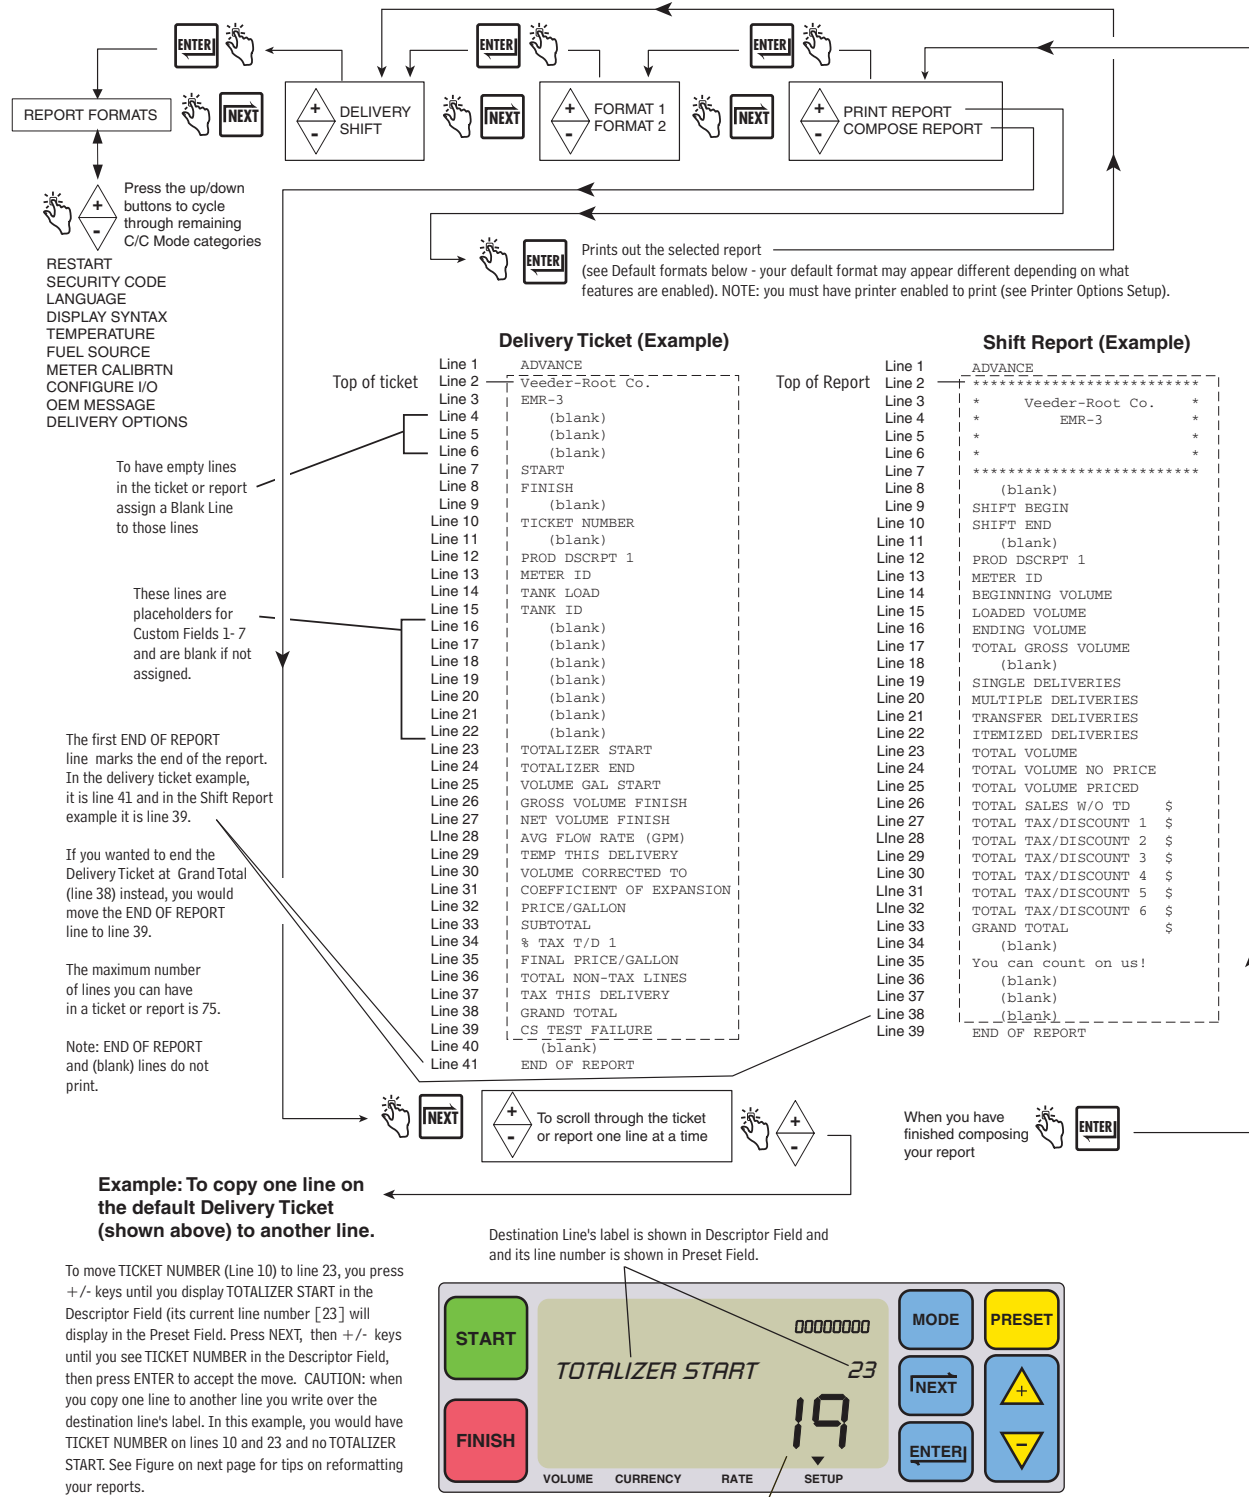 ENTER
ENTER
ENTER
REPORT FORMATS
NEXT
+
-
DELIVERY
SHIFT
NEXT
+
-
FORMAT 1
FORMAT 2
NEXT
+
-
PRINT REPORT
COMPOSE REPORT
+
-
Press the up/down
buttons to cycle
through remaining
C/C Mode categories
RESTART
SECURITY CODE
LANGUAGE
DISPLAY SYNTAX
TEMPERATURE
FUEL SOURCE
METER CALIBRTN
CONFIGURE I/O
OEM MESSAGE
DELIVERY OPTIONS
ENTER
Prints out the selected report
(see Default formats below - your default format may appear different depending on what
features are enabled). NOTE: you must have printer enabled to print (see Printer Options Setup).
Delivery Ticket (Example)
Top of ticket
Line 1 ADVANCE
Line 2 Veeder-Root Co.
Line 3 EMR-3
Line 4 (blank)
Line 5 (blank)
Line 6 (blank)
Line 7 START
Line 8 FINISH
Line 9 (blank)
Line 10 TICKET NUMBER
Line 11 (blank)
Line 12 PROD DSCRPT 1
Line 13 METER ID
Line 14 TANK LOAD
Line 15 TANK ID
Line 16 (blank)
Line 17 (blank)
Line 18 (blank)
Line 19 (blank)
Line 20 (blank)
Line 21 (blank)
Line 22 (blank)
Line 23 TOTALIZER START
Line 24 TOTALIZER END
Line 25 VOLUME GAL START
Line 26 GROSS VOLUME FINISH
Line 27 NET VOLUME FINISH
LIne 28 AVG FLOW RATE (GPM)
Line 29 TEMP THIS DELIVERY
Line 30 VOLUME CORRECTED TO
Line 31 COEFFICIENT OF EXPANSION
Line 32 PRICE/GALLON
Line 33 SUBTOTAL
Line 34 % TAX T/D 1
Line 35 FINAL PRICE/GALLON
Line 36 TOTAL NON-TAX LINES
Line 37 TAX THIS DELIVERY
Line 38 GRAND TOTAL
Line 39 CS TEST FAILURE
Line 40 (blank)
Line 41 END OF REPORT
Shift Report (Example)
Top of Report
Line 1 ADVANCE
Line 2 **************************
Line 3 * Veeder-Root Co. *
Line 4 * EMR-3 *
Line 5 * *
Line 6 * *
Line 7 **************************
Line 8 (blank)
Line 9 SHIFT BEGIN
Line 10 SHIFT END
Line 11 (blank)
Line 12 PROD DSCRPT 1
Line 13 METER ID
Line 14 BEGINNING VOLUME
Line 15 LOADED VOLUME
Line 16 ENDING VOLUME
Line 17 TOTAL GROSS VOLUME
Line 18 (blank)
Line 19 SINGLE DELIVERIES
Line 20 MULTIPLE DELIVERIES
Line 21 TRANSFER DELIVERIES
Line 22 ITEMIZED DELIVERIES
Line 23 TOTAL VOLUME
Line 24 TOTAL VOLUME NO PRICE
Line 25 TOTAL VOLUME PRICED
Line 26 TOTAL SALES W/O TD $
Line 27 TOTAL TAX/DISCOUNT 1 $
LIne 28 TOTAL TAX/DISCOUNT 2 $
Line 29 TOTAL TAX/DISCOUNT 3 $
Line 30 TOTAL TAX/DISCOUNT 4 $
LIne 31 TOTAL TAX/DISCOUNT 5 $
LIne 32 TOTAL TAX/DISCOUNT 6 $
Line 33 GRAND TOTAL $
Line 34 (blank)
Line 35 You can count on us!
Line 36 (blank)
Line 37 (blank)
Line 38 (blank)
Line 39 END OF REPORT
To have empty lines
in the ticket or report
assign a Blank Line
to those lines
These lines are
placeholders for
Custom Fields 1- 7
and are blank if not
assigned.
The first END OF REPORT
line marks the end of the report.
In the delivery ticket example,
it is line 41 and in the Shift Report
example it is line 39.
If you wanted to end the
Delivery Ticket at Grand Total
(line 38) instead, you would
move the END OF REPORT
line to line 39.
The maximum number
of lines you can have
in a ticket or report is 75.
Note: END OF REPORT
and (blank) lines do not
print.
NEXT
+
-
To scroll through the ticket
or report one line at a time
+
-
When you have
finished composing
your report
ENTER
Example: To copy one line on
the default Delivery Ticket
(shown above) to another line.
To move TICKET NUMBER (Line 10) to line 23, you press
+/- keys until you display TOTALIZER START in the
Descriptor Field (its current line number [23] will
display in the Preset Field. Press NEXT, then +/- keys
until you see TICKET NUMBER in the Descriptor Field,
then press ENTER to accept the move. CAUTION: when
you copy one line to another line you write over the
destination line's label. In this example, you would have
TICKET NUMBER on lines 10 and 23 and no TOTALIZER
START. See Figure on next page for tips on reformatting
your reports.
Destination Line's label is shown in Descriptor Field and
and its line number is shown in Preset Field.
START
FINISH
00000000
TOTALIZER START 23
19
VOLUME CURRENCY RATE SETUP
MODE
PRESET
NEXT
+
ENTER
-